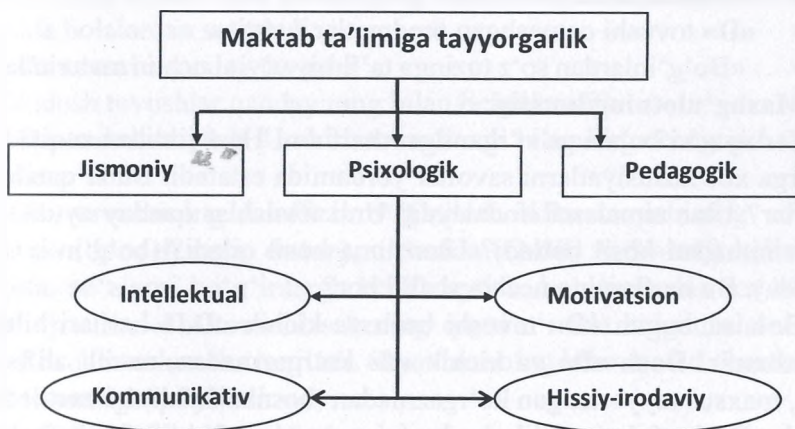 Maktab ta'limiga tayyorgarlik
Jismoniy
Psixologik
Pedagogik
Intellektual
Motivatsion
Kommunikativ
Hissiy-irodaviy